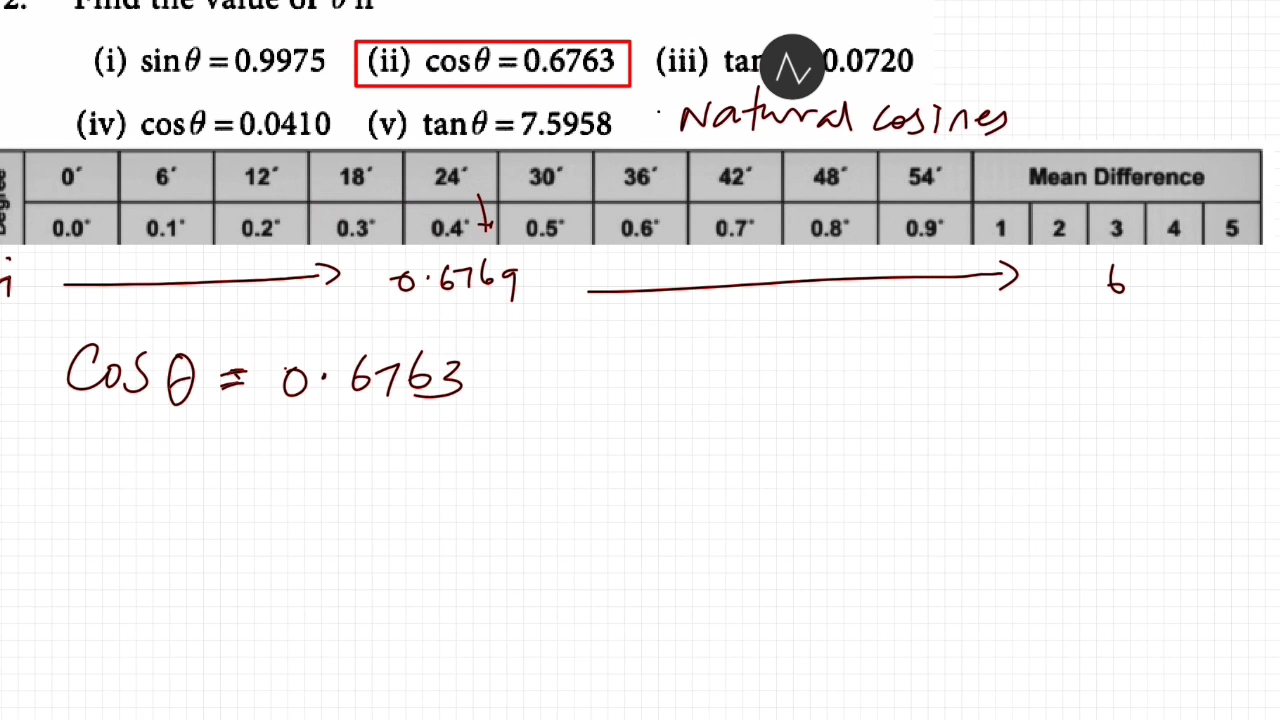 2. Find the value of θ if
(i) sinθ = 0.9975 (ii) cosθ = 0.6763 (iii) 0.0720
(iv) cosθ = 0.0410 (v) tanθ = 7.5958 Natural cosines
Degree 0′ 6′ 12′ 18′ 24′ 30′ 36′ 42′ 48′ 54′ Mean Difference
0.0° 0.1° 0.2° 0.3° 0.4° 0.5° 0.6° 0.7° 0.8° 0.9° 1 2 3 4 5
0.6769 6
Cos θ = 0.6763